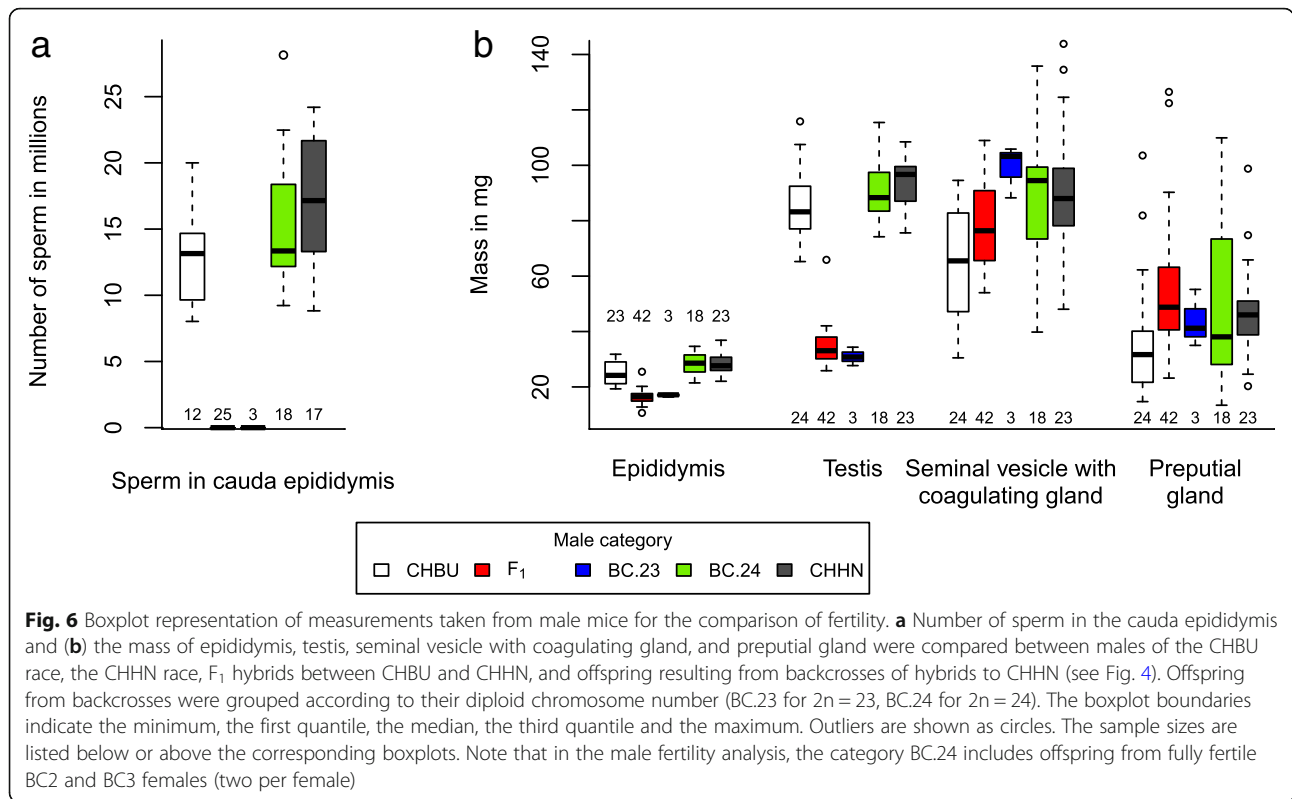 a
b
Number of sperm in millions
25
20
15
10
5
0
12 25 3 18 17
Sperm in cauda epididymis
Mass in mg
140
100
60
20
23 42 3 18 23
24 42 3 18 23
24 42 3 18 23
24 42 3 18 23
Epididymis
Testis
Seminal vesicle with
coagulating gland
Preputial
gland
Male category
CHBU F₁ BC.23 BC.24 CHHN
Fig. 6 Boxplot representation of measurements taken from male mice for the comparison of fertility. a Number of sperm in the cauda epididymis
and (b) the mass of epididymis, testis, seminal vesicle with coagulating gland, and preputial gland were compared between males of the CHBU
race, the CHHN race, F₁ hybrids between CHBU and CHHN, and offspring resulting from backcrosses of hybrids to CHHN (see Fig. 4). Offspring
from backcrosses were grouped according to their diploid chromosome number (BC.23 for 2n = 23, BC.24 for 2n = 24). The boxplot boundaries
indicate the minimum, the first quantile, the median, the third quantile and the maximum. Outliers are shown as circles. The sample sizes are
listed below or above the corresponding boxplots. Note that in the male fertility analysis, the category BC.24 includes offspring from fully fertile
BC2 and BC3 females (two per female)